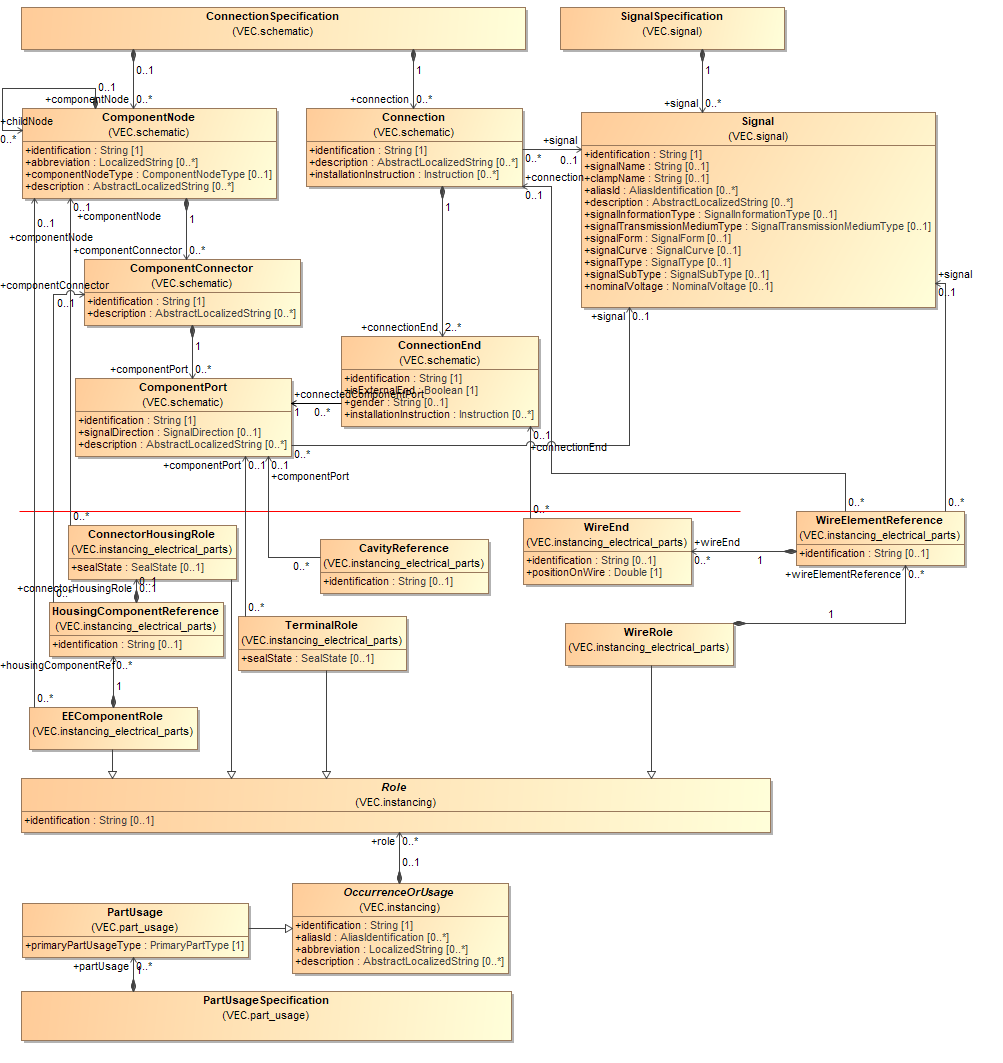 ConnectionSpecification
(VEC.schematic)
SignalSpecification
(VEC.signal)
0..1
1
1
0..1
+componentNode
0..*
+connection
0..*
+signal
0..*
+childNode
0..*
ComponentNode
(VEC.schematic)
+identification : String [1]
+abbreviation : LocalizedString [0..*]
+componentNodeType : ComponentNodeType [0..1]
+description : AbstractLocalizedString [0..*]
Connection
(VEC.schematic)
+identification : String [1]
+description : AbstractLocalizedString [0..*]
+installationInstruction : Instruction [0..*]
+signal
0..*
0..1
+connection
0..1
Signal
(VEC.signal)
+identification : String [1]
+signalName : String [0..1]
+clampName : String [0..1]
+aliasId : AliasIdentification [0..*]
+description : AbstractLocalizedString [0..*]
+signalInformationType : SignalInformationType [0..1]
+signalTransmissionMediumType : SignalTransmissionMediumType [0..1]
+signalForm : SignalForm [0..1]
+signalCurve : SignalCurve [0..1]
+signalType : SignalType [0..1]
+signalSubType : SignalSubType [0..1]
+nominalVoltage : NominalVoltage [0..1]
+signal
0..1
+signal
0..1
0..1
+componentNode
0..1
+componentNode
1
+componentConnector
0..*
1
+componentConnector
0..1
ComponentConnector
(VEC.schematic)
+identification : String [1]
+description : AbstractLocalizedString [0..*]
1
+componentPort
0..*
+connectionEnd
2..*
ConnectionEnd
(VEC.schematic)
+identification : String [1]
+isExternalEnd : Boolean [1]
+gender : String [0..1]
+installationInstruction : Instruction [0..*]
+connectedComponentPort
1
0..*
ComponentPort
(VEC.schematic)
+identification : String [1]
+signalDirection : SignalDirection [0..1]
+description : AbstractLocalizedString [0..*]
0..*
+componentPort
0..1
0..1
+componentPort
0..1
+connectionEnd
0..*
0..*
0..*
0..*
ConnectorHousingRole
(VEC.instancing_electrical_parts)
+sealState : SealState [0..1]
CavityReference
(VEC.instancing_electrical_parts)
+identification : String [0..1]
0..*
WireEnd
(VEC.instancing_electrical_parts)
+identification : String [0..1]
+positionOnWire : Double [1]
+wireEnd
0..*
1
WireElementReference
(VEC.instancing_electrical_parts)
+identification : String [0..1]
+wireElementReference
0..*
1
+connectorHousingRole
0..1
0..1
0..*
HousingComponentReference
(VEC.instancing_electrical_parts)
+identification : String [0..1]
0..*
TerminalRole
(VEC.instancing_electrical_parts)
+sealState : SealState [0..1]
WireRole
(VEC.instancing_electrical_parts)
+housingComponentRef
0..*
1
0..*
EEComponentRole
(VEC.instancing_electrical_parts)
Role
(VEC.instancing)
+identification : String [0..1]
+role
0..*
0..1
OccurrenceOrUsage
(VEC.instancing)
+identification : String [1]
+aliasId : AliasIdentification [0..*]
+abbreviation : LocalizedString [0..*]
+description : AbstractLocalizedString [0..*]
PartUsage
(VEC.part_usage)
+primaryPartUsageType : PrimaryPartType [1]
+partUsage
0..*
1
PartUsageSpecification
(VEC.part_usage)